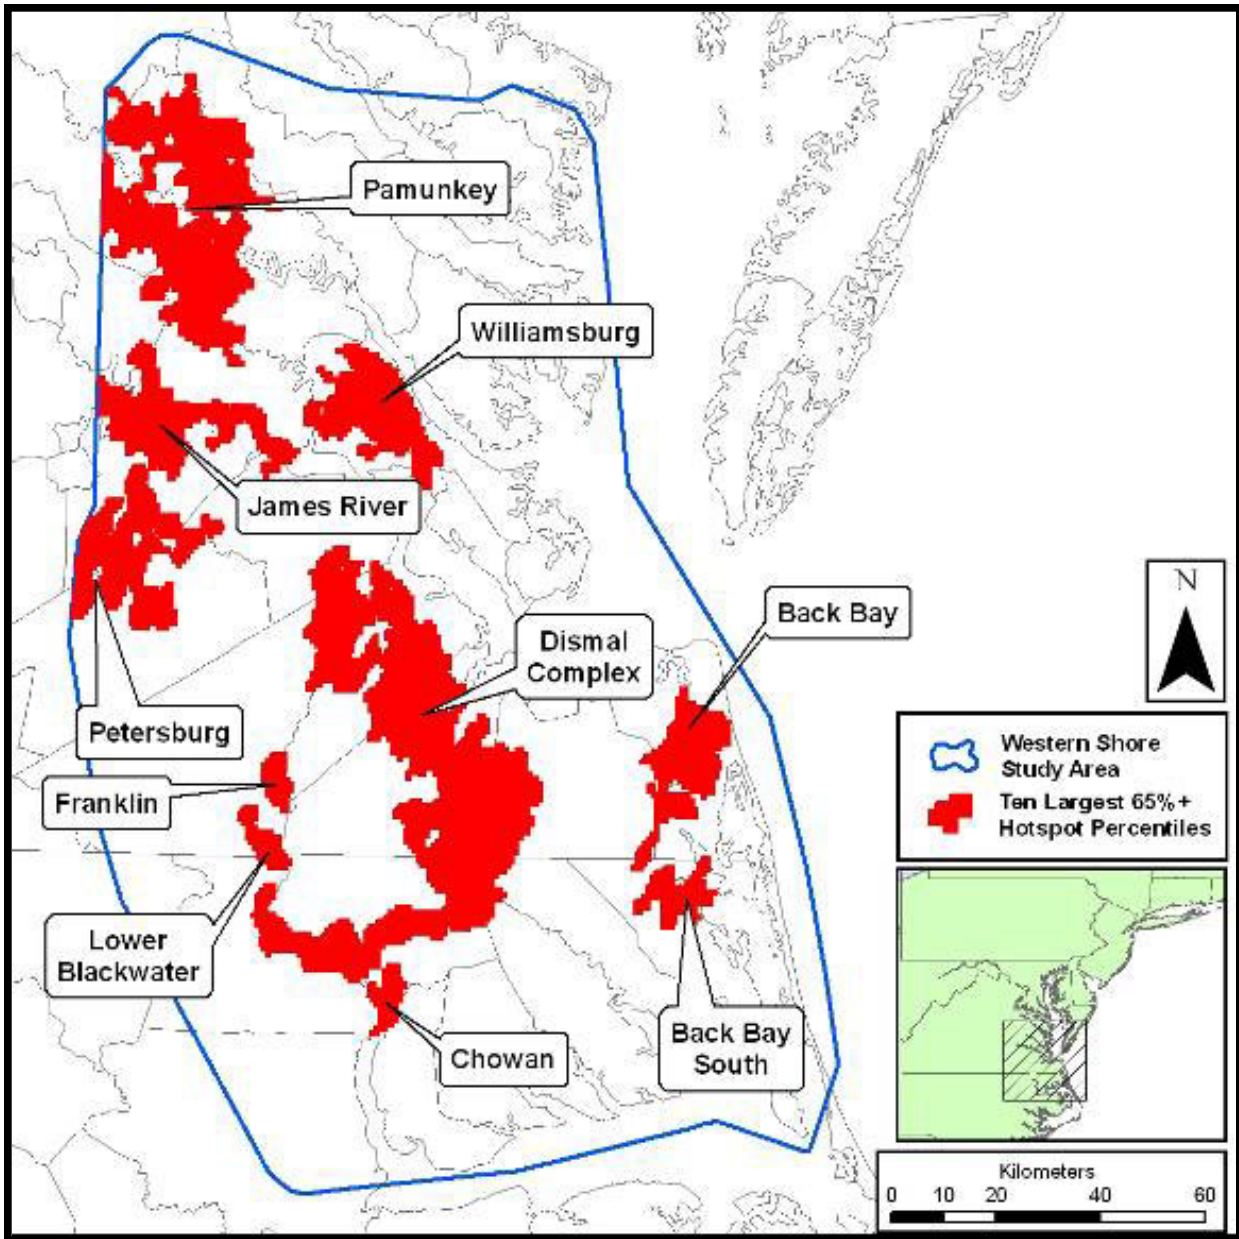 Pamunkey
Williamsburg
James River
Back Bay
Dismal
Complex
Petersburg
Franklin
Lower
Blackwater
Chowan
Back Bay
South
N
Western Shore
Study Area
Ten Largest 65%+
Hotspot Percentiles
Kilometers
0 10 20 40 60